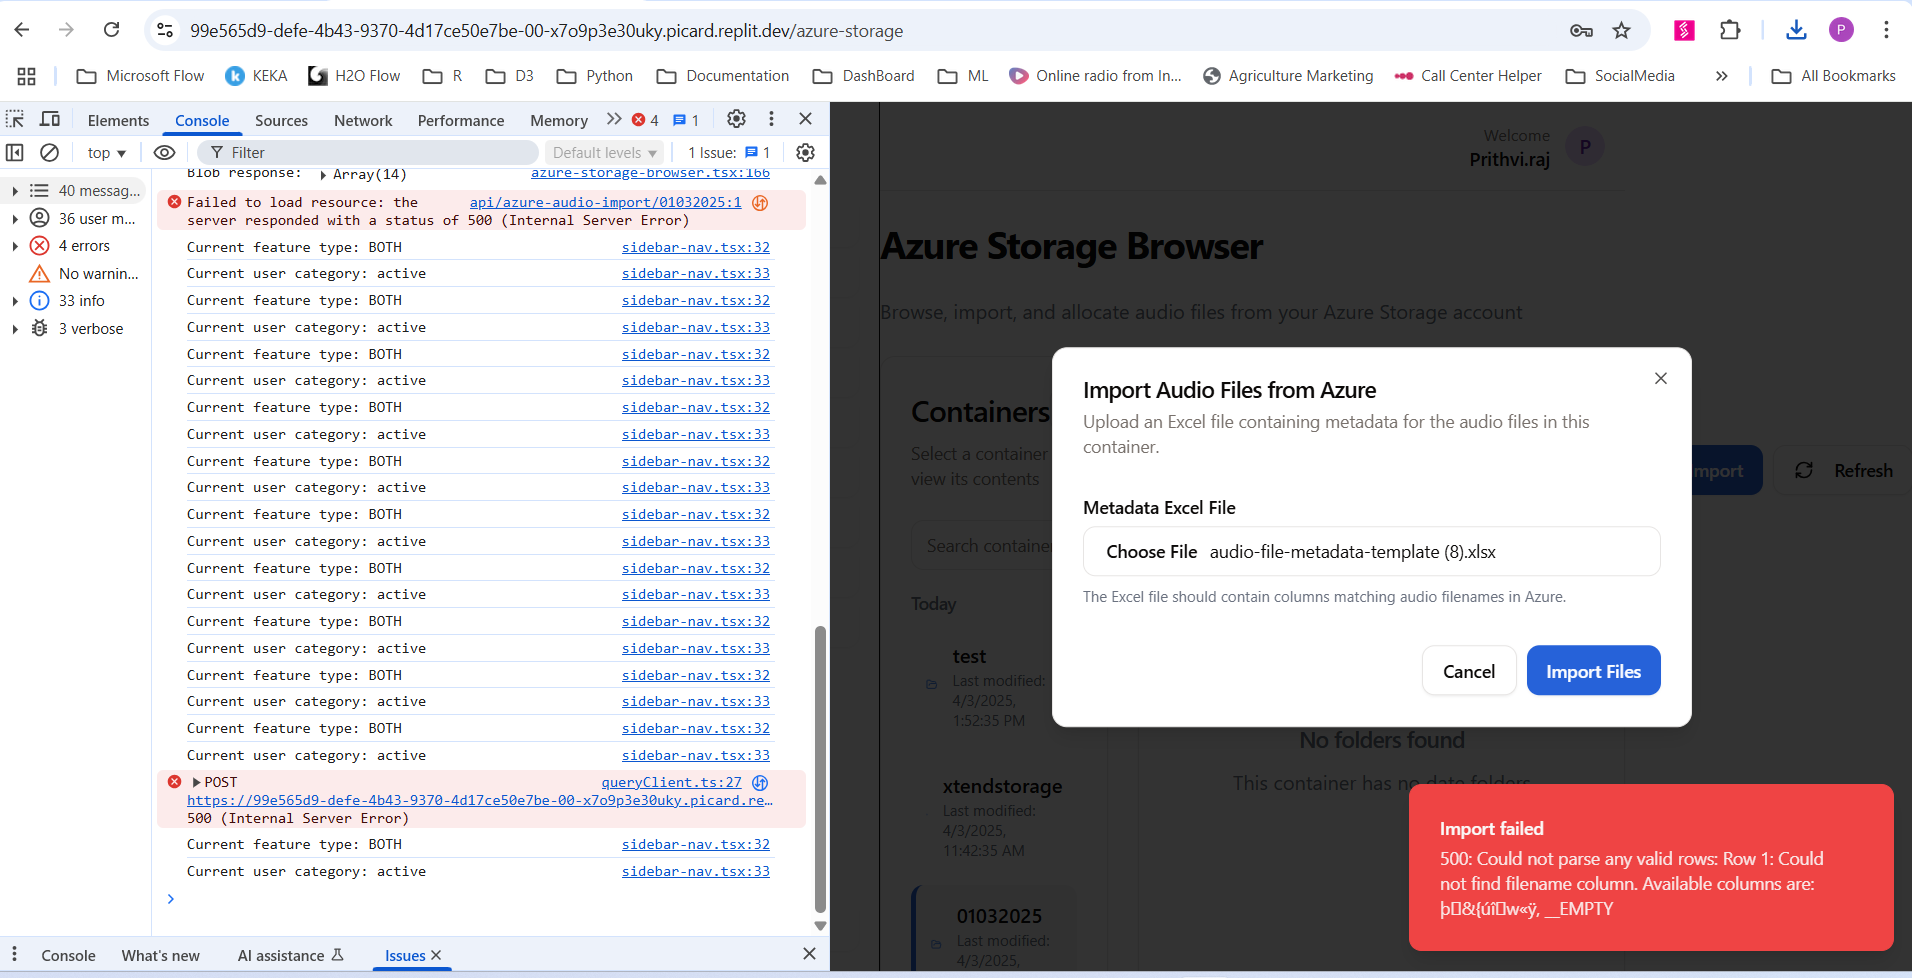 99e565d9-defe-4b43-9370-4d17ce50e7be-00-x7o9p3e30uky.picard.replit.dev/azure-storage
P
Microsoft Flow
KEKA
H2O Flow
R
D3
Python
Documentation
DashBoard
ML
Online radio from In...
Agriculture Marketing
Call Center Helper
SocialMedia
All Bookmarks
Elements
Console
Sources
Network
Performance
Memory
4
1
top
Filter
Default levels
1 Issue: 1
40 messag...
36 user m...
4 errors
No warnin...
33 info
3 verbose
Blob response: Array(14) azure-storage-browser.tsx:166
Failed to load resource: the api/azure-audio-import/01032025:1
server responded with a status of 500 (Internal Server Error)
Current feature type: BOTH sidebar-nav.tsx:32
Current user category: active sidebar-nav.tsx:33
Current feature type: BOTH sidebar-nav.tsx:32
Current user category: active sidebar-nav.tsx:33
Current feature type: BOTH sidebar-nav.tsx:32
Current user category: active sidebar-nav.tsx:33
Current feature type: BOTH sidebar-nav.tsx:32
Current user category: active sidebar-nav.tsx:33
Current feature type: BOTH sidebar-nav.tsx:32
Current user category: active sidebar-nav.tsx:33
Current feature type: BOTH sidebar-nav.tsx:32
Current user category: active sidebar-nav.tsx:33
Current feature type: BOTH sidebar-nav.tsx:32
Current user category: active sidebar-nav.tsx:33
Current feature type: BOTH sidebar-nav.tsx:32
Current user category: active sidebar-nav.tsx:33
Current feature type: BOTH sidebar-nav.tsx:32
Current user category: active sidebar-nav.tsx:33
Current feature type: BOTH sidebar-nav.tsx:32
Current user category: active sidebar-nav.tsx:33
POST queryClient.ts:27
https://99e565d9-defe-4b43-9370-4d17ce50e7be-00-x7o9p3e30uky.picard.re...
500 (Internal Server Error)
Current feature type: BOTH sidebar-nav.tsx:32
Current user category: active sidebar-nav.tsx:33
Console
What's new
AI assistance
Issues
Welcome
Prithvi.raj
P
Azure Storage Browser
Browse, import, and allocate audio files from your Azure Storage account
Containers
Select a container
view its contents
Search container
Today
test
Last modified:
4/3/2025,
1:52:35 PM
xtendstorage
Last modified:
4/3/2025,
11:42:35 AM
01032025
Last modified:
4/3/2025,
mport
Refresh
Import Audio Files from Azure
Upload an Excel file containing metadata for the audio files in this
container.
Metadata Excel File
Choose File audio-file-metadata-template (8).xlsx
The Excel file should contain columns matching audio filenames in Azure.
Cancel
Import Files
No folders found
This container has no date folders
Import failed
500: Could not parse any valid rows: Row 1: Could
not find filename column. Available columns are:
þ▯&{úî▯w«ÿ, __EMPTY